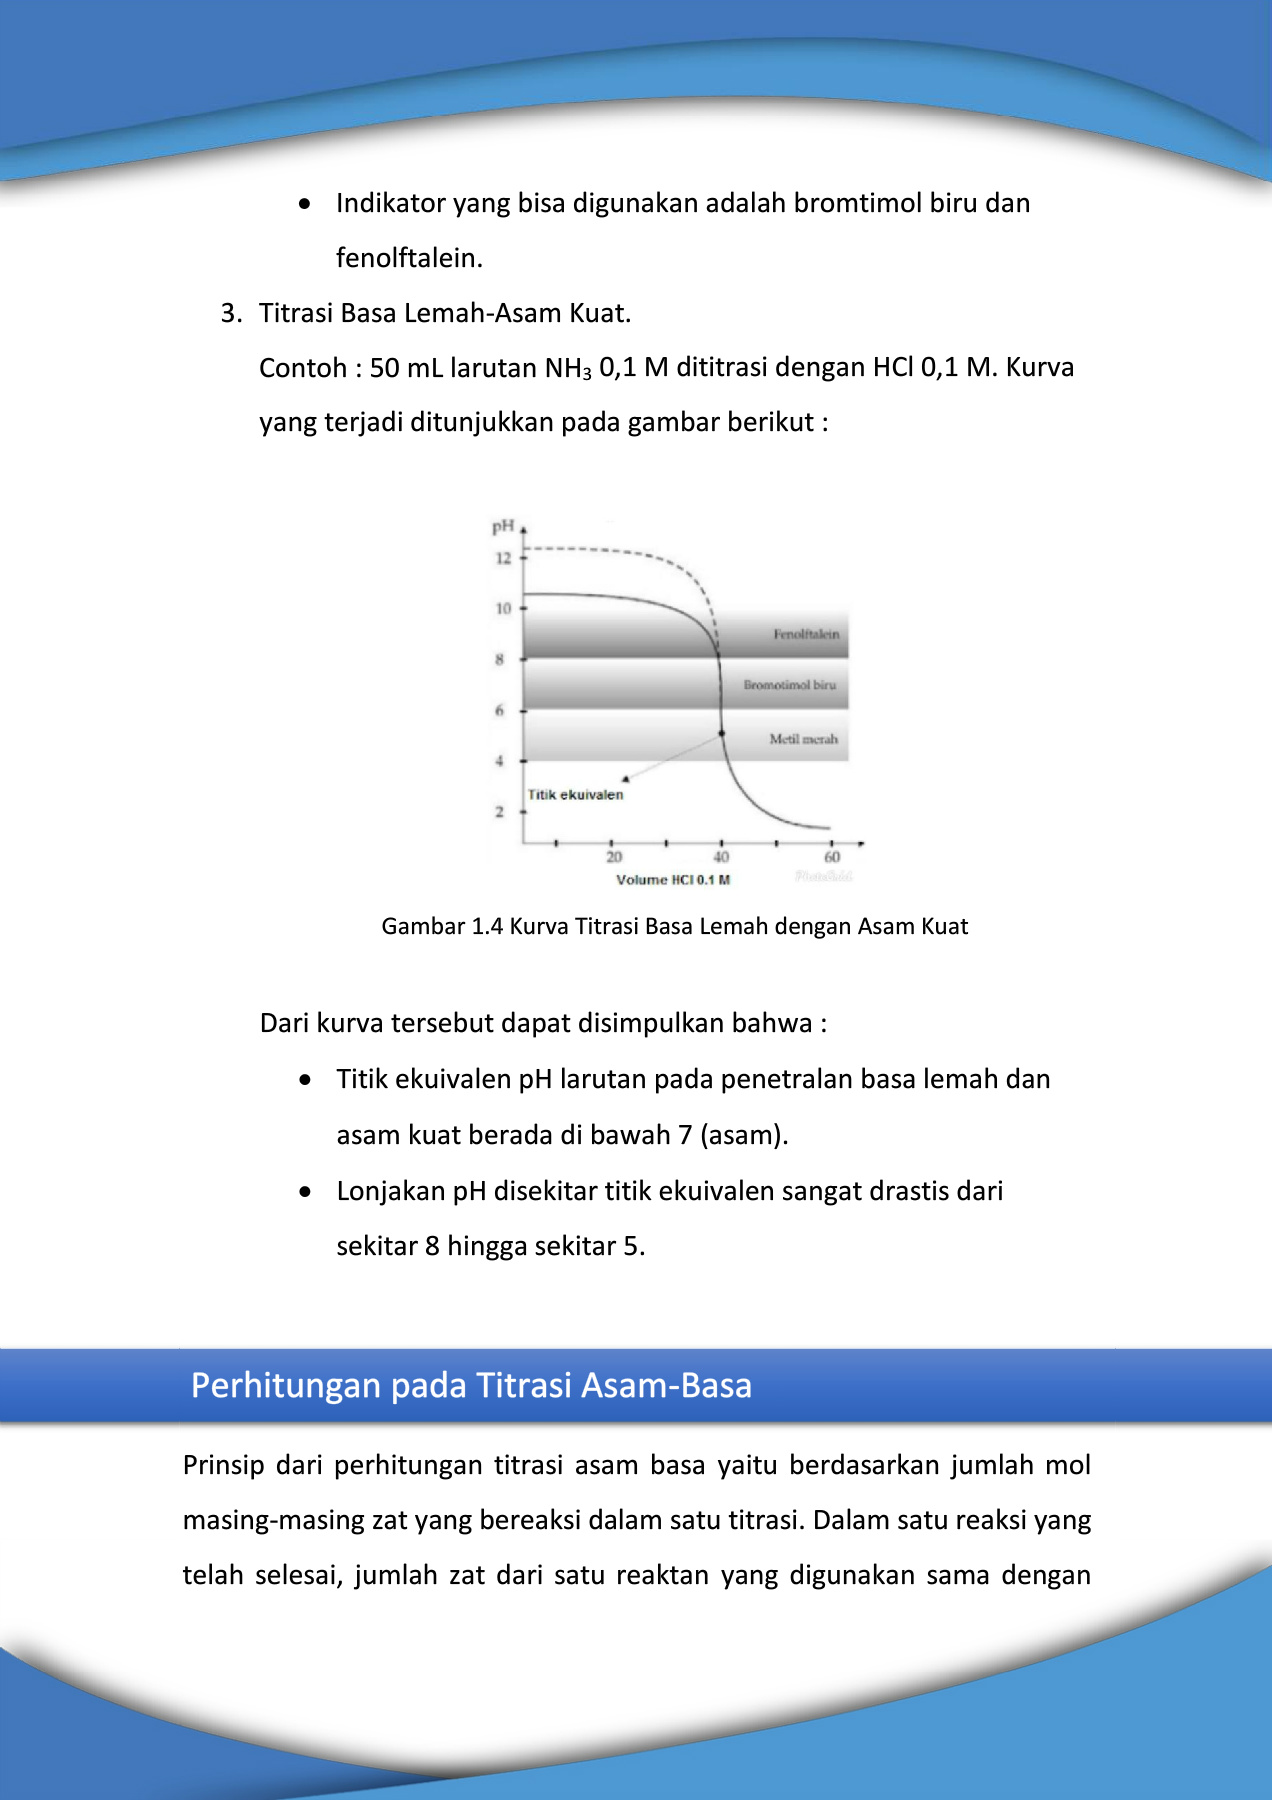 • Indikator yang bisa digunakan adalah bromtimol biru dan
fenolftalein.
3. Titrasi Basa Lemah-Asam Kuat.
Contoh : 50 mL larutan NH₃ 0,1 M dititrasi dengan HCl 0,1 M. Kurva
yang terjadi ditunjukkan pada gambar berikut :
pH
12
10
Fenolftalein
8
Bromotimol biru
6
Metil merah
4
Titik ekuivalen
2
20 40 60
Volume HCl 0.1 M
Gambar 1.4 Kurva Titrasi Basa Lemah dengan Asam Kuat
Dari kurva tersebut dapat disimpulkan bahwa :
• Titik ekuivalen pH larutan pada penetralan basa lemah dan
asam kuat berada di bawah 7 (asam).
• Lonjakan pH disekitar titik ekuivalen sangat drastis dari
sekitar 8 hingga sekitar 5.
Perhitungan pada Titrasi Asam-Basa
Prinsip dari perhitungan titrasi asam basa yaitu berdasarkan jumlah mol
masing-masing zat yang bereaksi dalam satu titrasi. Dalam satu reaksi yang
telah selesai, jumlah zat dari satu reaktan yang digunakan sama dengan